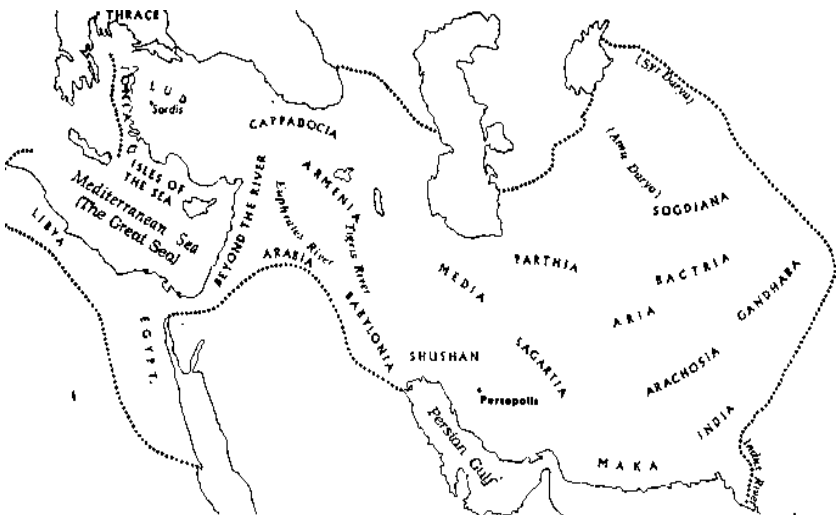 THRACE
LUD
Sardis
CAPPADOCIA
IONIA
ISLES OF
THE SEA
Mediterranean Sea
(The Great Sea)
LIBYA
EGYPT.
BEYOND THE RIVER
ARMENIA
Euphrates River
Tigris River
ARABIA
BABYLONIA
MEDIA
PARTHIA
(Syr Darya)
(Amu Darya)
SOGDIANA
BACTRIA
GANDHABA
ARIA
SHUSHAN
SAGARTIA
ARACHOSIA
Persepolis
Persian Gulf
MAKA
INDIA
Indus River